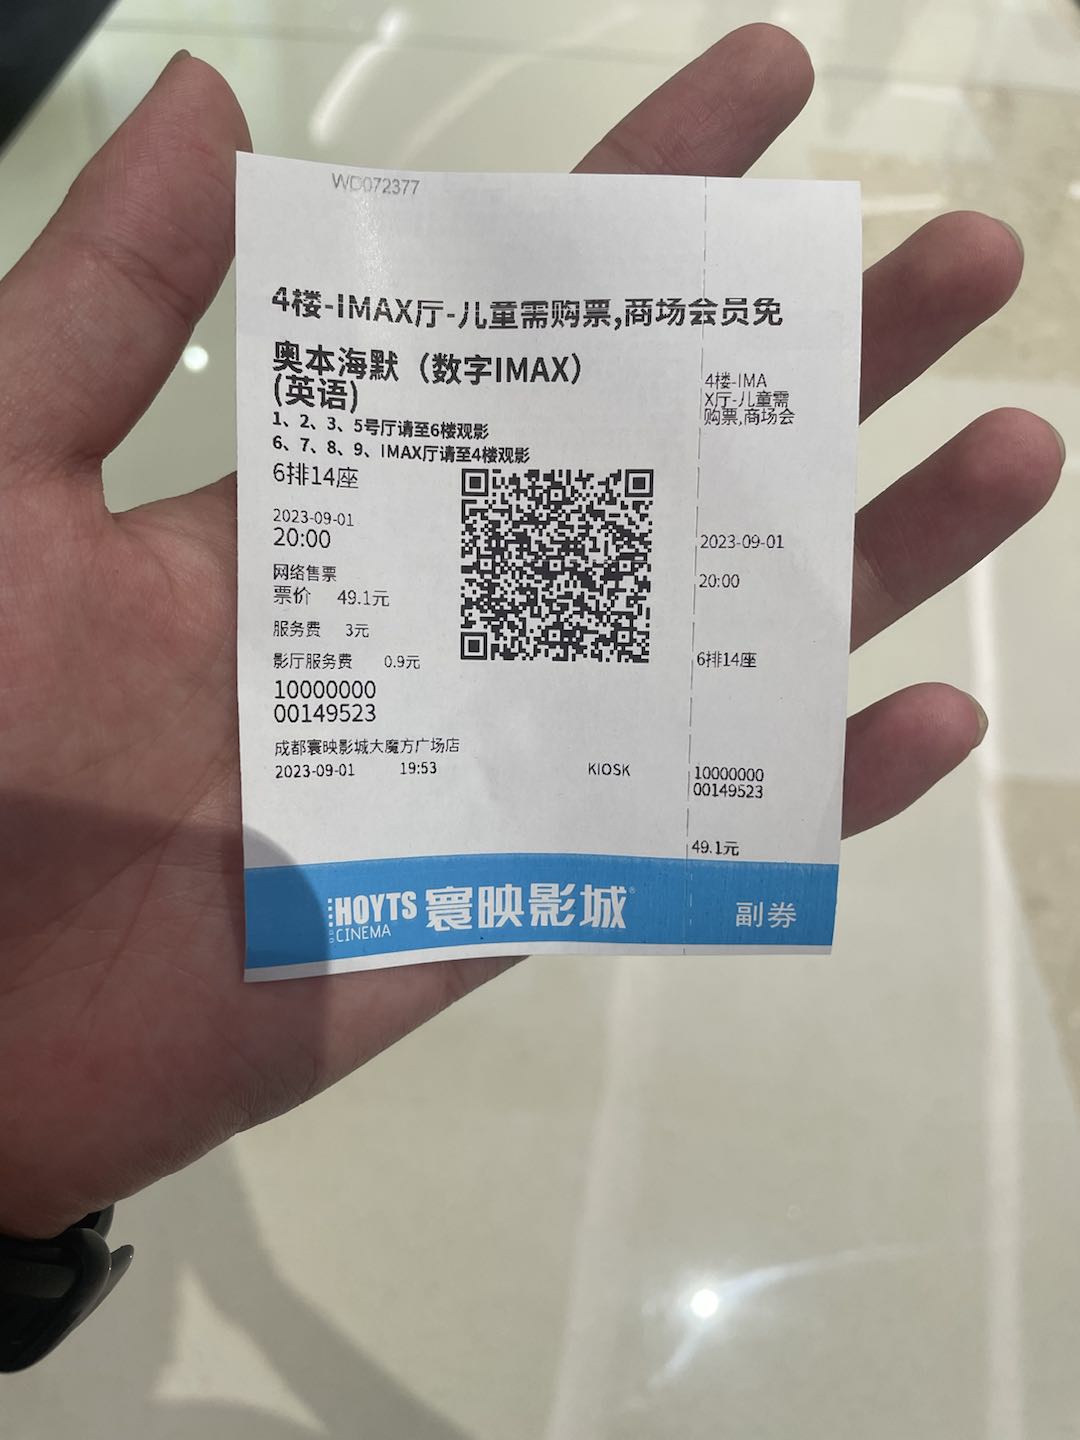 WD072377
4楼-IMAX厅-儿童需购票,商场会员免
奥本海默（数字IMAX）
(英语)
1、2、3、5号厅请至6楼观影
6、7、8、9、IMAX厅请至4楼观影
6排14座
2023-09-01
20:00
网络售票
票价 49.1元
服务费 3元
影厅服务费 0.9元
10000000
00149523
成都寰映影城大魔方广场店
2023-09-01 19:53 KIOSK
4楼-IMA
X厅-儿童需
购票,商场会
2023-09-01
20:00
6排14座
10000000
00149523
49.1元
HOYTS
CINEMA
寰映影城®
副券